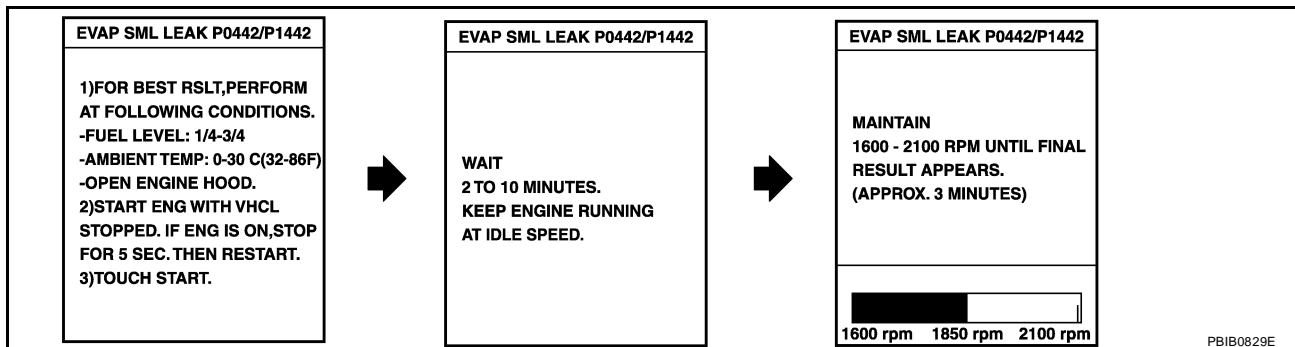 EVAP SML LEAK P0442/P1442
1)FOR BEST RSLT,PERFORM
AT FOLLOWING CONDITIONS.
-FUEL LEVEL: 1/4-3/4
-AMBIENT TEMP: 0-30 C(32-86F)
-OPEN ENGINE HOOD.
2)START ENG WITH VHCL
STOPPED. IF ENG IS ON,STOP
FOR 5 SEC. THEN RESTART.
3)TOUCH START.
EVAP SML LEAK P0442/P1442
WAIT
2 TO 10 MINUTES.
KEEP ENGINE RUNNING
AT IDLE SPEED.
EVAP SML LEAK P0442/P1442
MAINTAIN
1600 - 2100 RPM UNTIL FINAL
RESULT APPEARS.
(APPROX. 3 MINUTES)
1600 rpm 1850 rpm 2100 rpm
PBIB0829E